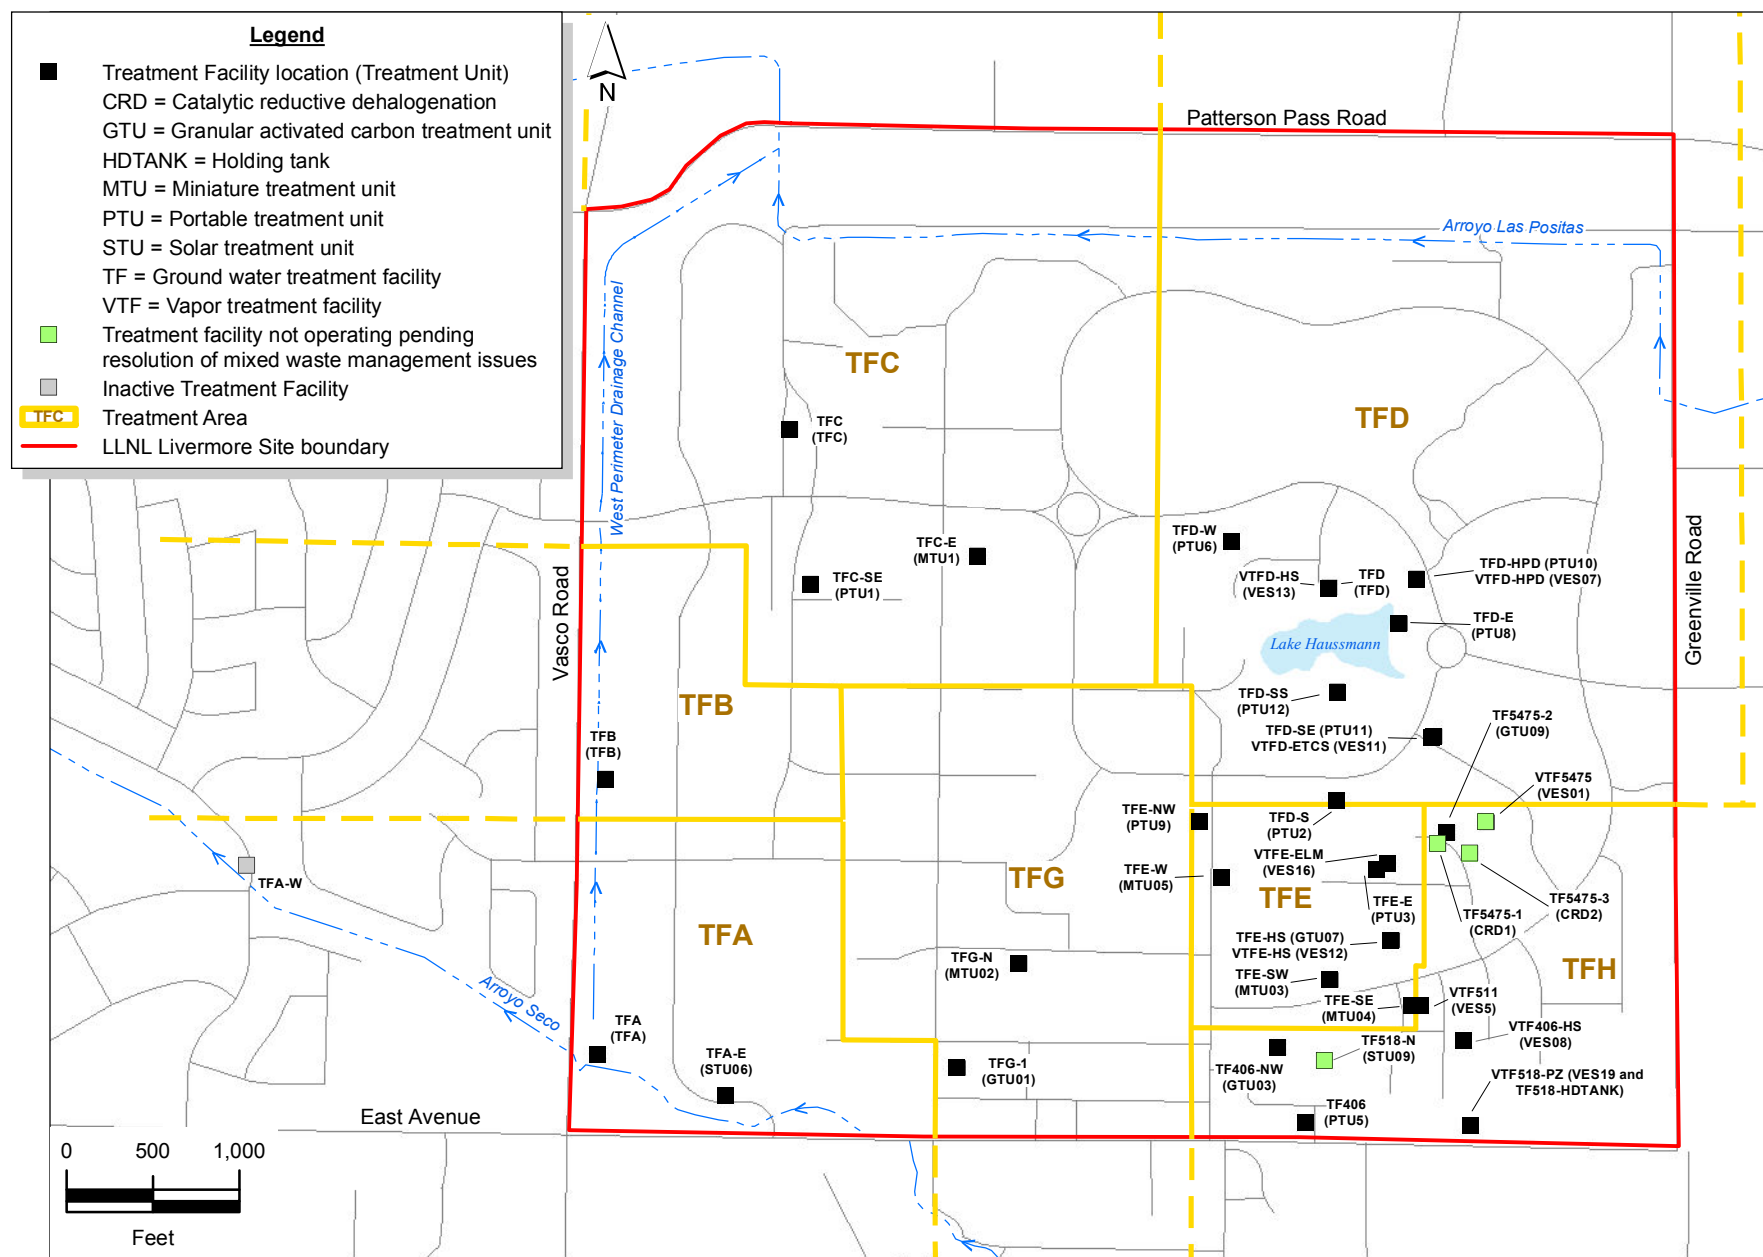 Legend
Treatment Facility location (Treatment Unit)
CRD = Catalytic reductive dehalogenation
GTU = Granular activated carbon treatment unit
HDTANK = Holding tank
MTU = Miniature treatment unit
PTU = Portable treatment unit
STU = Solar treatment unit
TF = Ground water treatment facility
VTF = Vapor treatment facility
Treatment facility not operating pending
resolution of mixed waste management issues
Inactive Treatment Facility
TFC Treatment Area
LLNL Livermore Site boundary
N
Patterson Pass Road
Arroyo Las Positas
West Perimeter Drainage Channel
Vasco Road
Greenville Road
TFC
TFD
TFC
(TFC)
TFC-E
(MTU1)
TFC-SE
(PTU1)
TFD-W
(PTU6)
VTFD-HS
(VES13)
TFD
(TFD)
TFD-HPD (PTU10)
VTFD-HPD (VES07)
TFD-E
(PTU8)
Lake Haussmann
TFD-SS
(PTU12)
TFD-SE (PTU11)
VTFD-ETCS (VES11)
TF5475-2
(GTU09)
VTF5475
(VES01)
TFB
TFB
(TFB)
TFE-NW
(PTU9)
TFD-S
(PTU2)
VTFE-ELM
(VES16)
TFE-W
(MTU05)
TFG
TFE
TFE-E
(PTU3)
TF5475-1
(CRD1)
TF5475-3
(CRD2)
TFA-W
TFA
TFE-HS (GTU07)
VTFE-HS (VES12)
TFG-N
(MTU02)
TFE-SW
(MTU03)
TFH
TFE-SE
(MTU04)
VTF511
(VES5)
Arroyo Seco
TFA
(TFA)
TFA-E
(STU06)
TFG-1
(GTU01)
TF518-N
(STU09)
VTF406-HS
(VES08)
TF406-NW
(GTU03)
VTF518-PZ (VES19 and
TF518-HDTANK)
TF406
(PTU5)
East Avenue
0 500 1,000
Feet